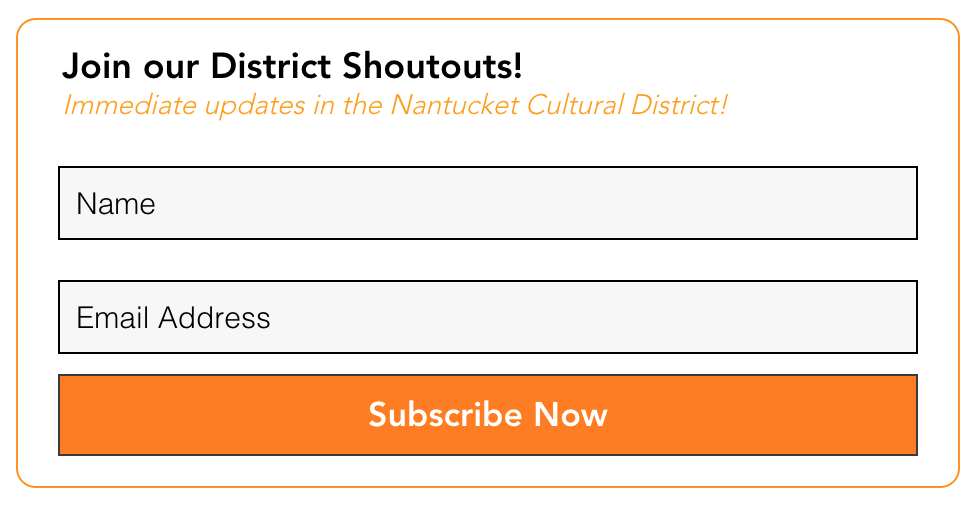 Join our District Shoutouts!
Immediate updates in the Nantucket Cultural District!
Name
Email Address
Subscribe Now